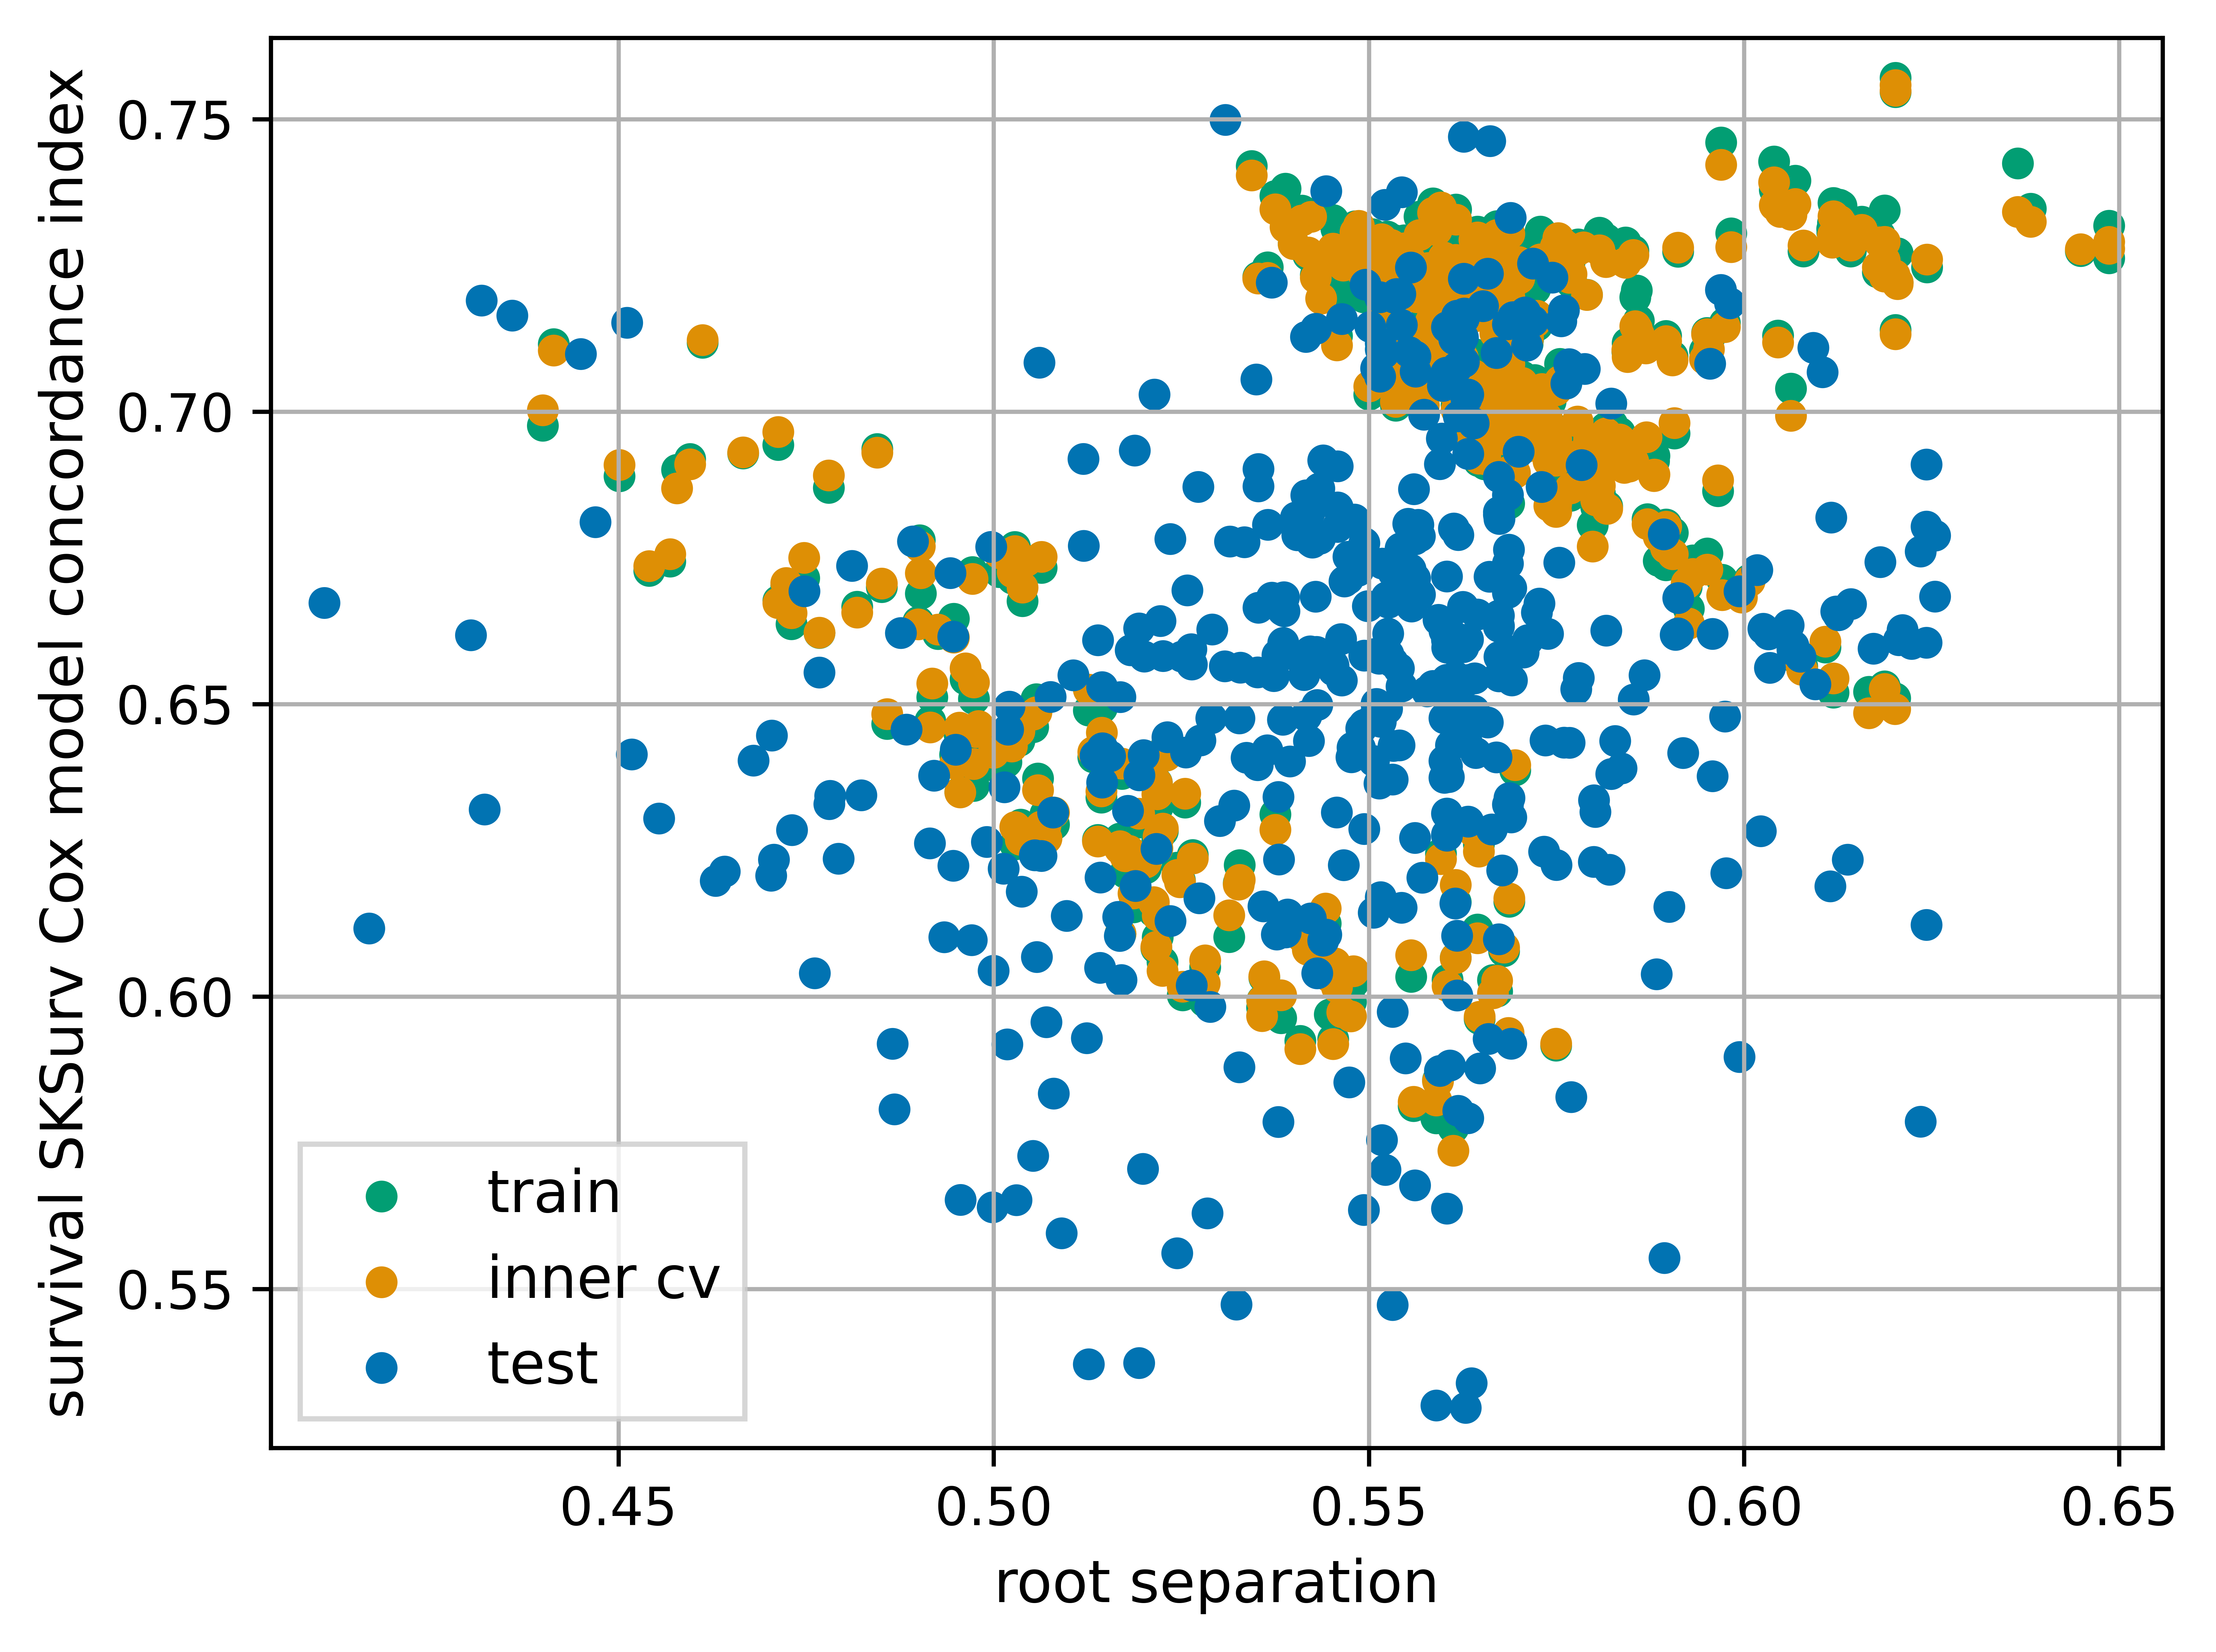 survival SKSurv Cox model concordance index
0.75
0.70
0.65
0.60
0.55
train
inner cv
test
0.45 0.50 0.55 0.60 0.65
root separation